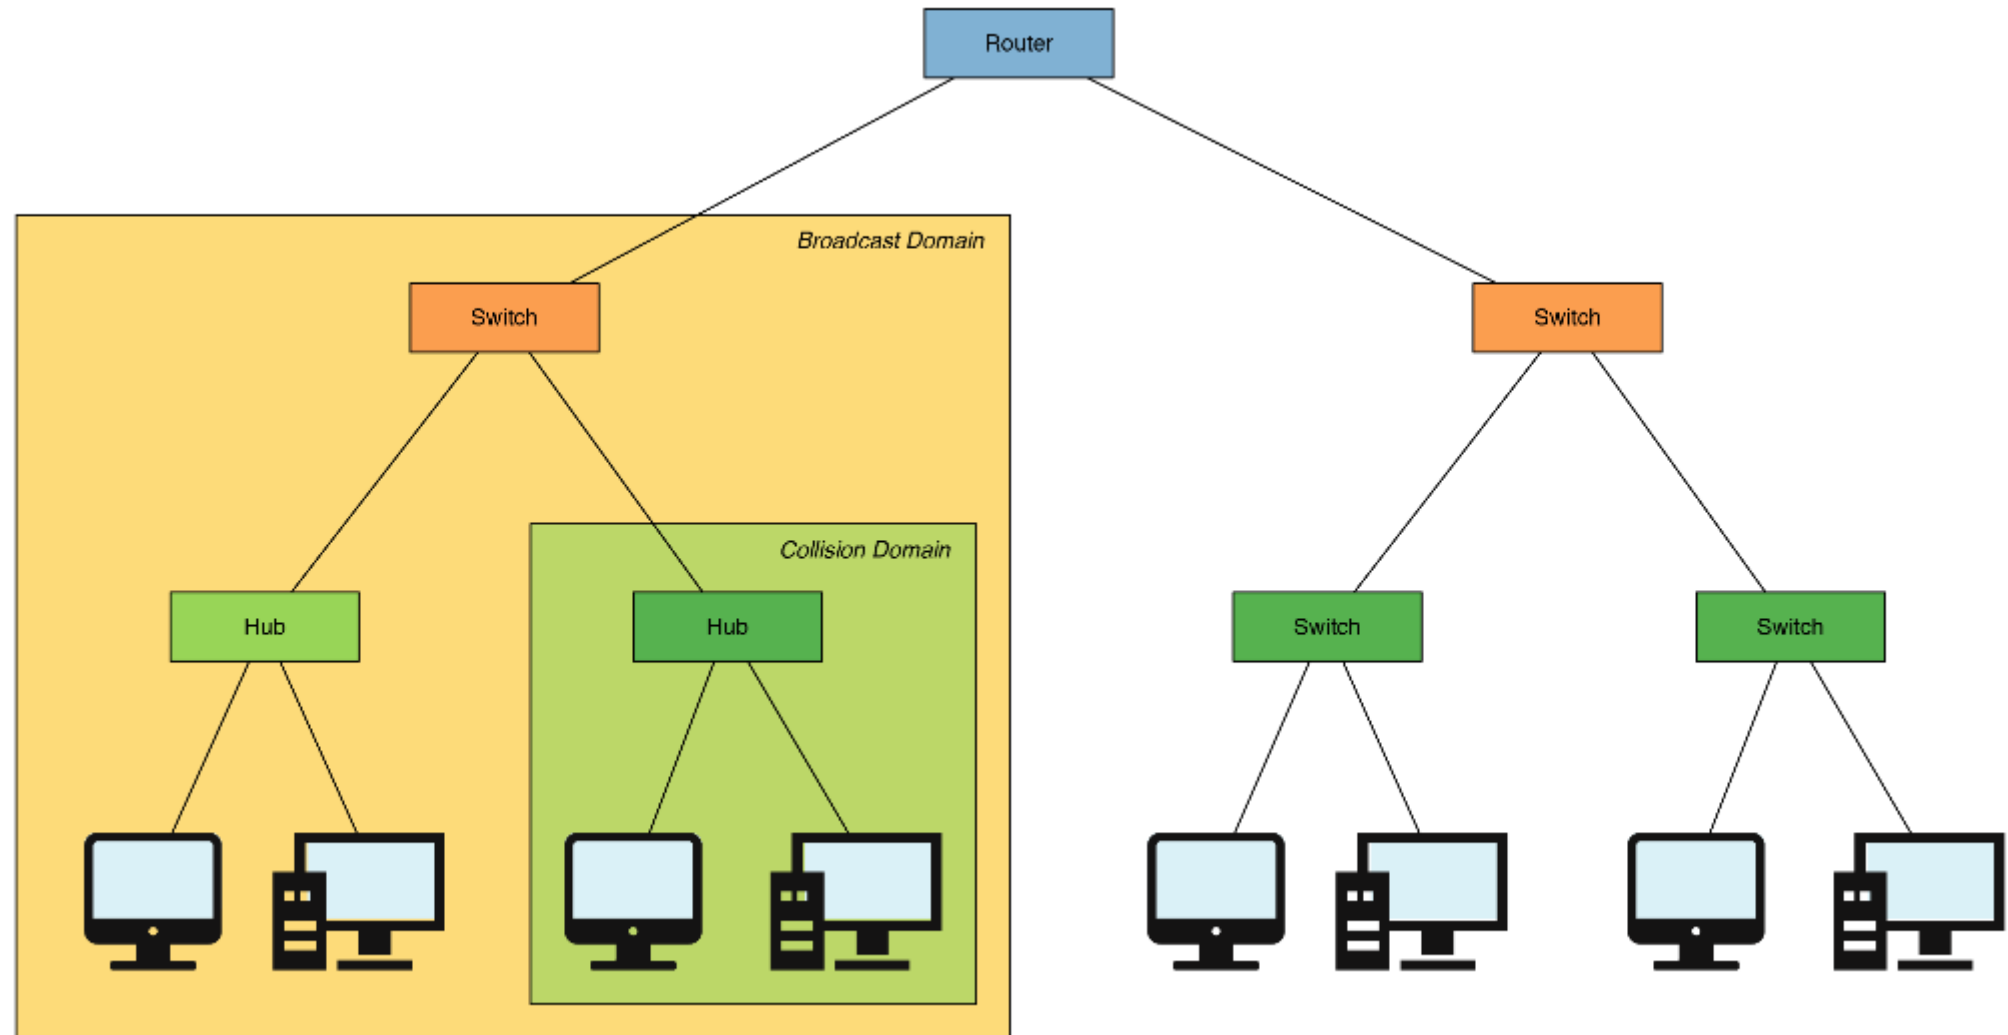 Router
Broadcast Domain
Switch
Switch
Collision Domain
Hub
Hub
Switch
Switch